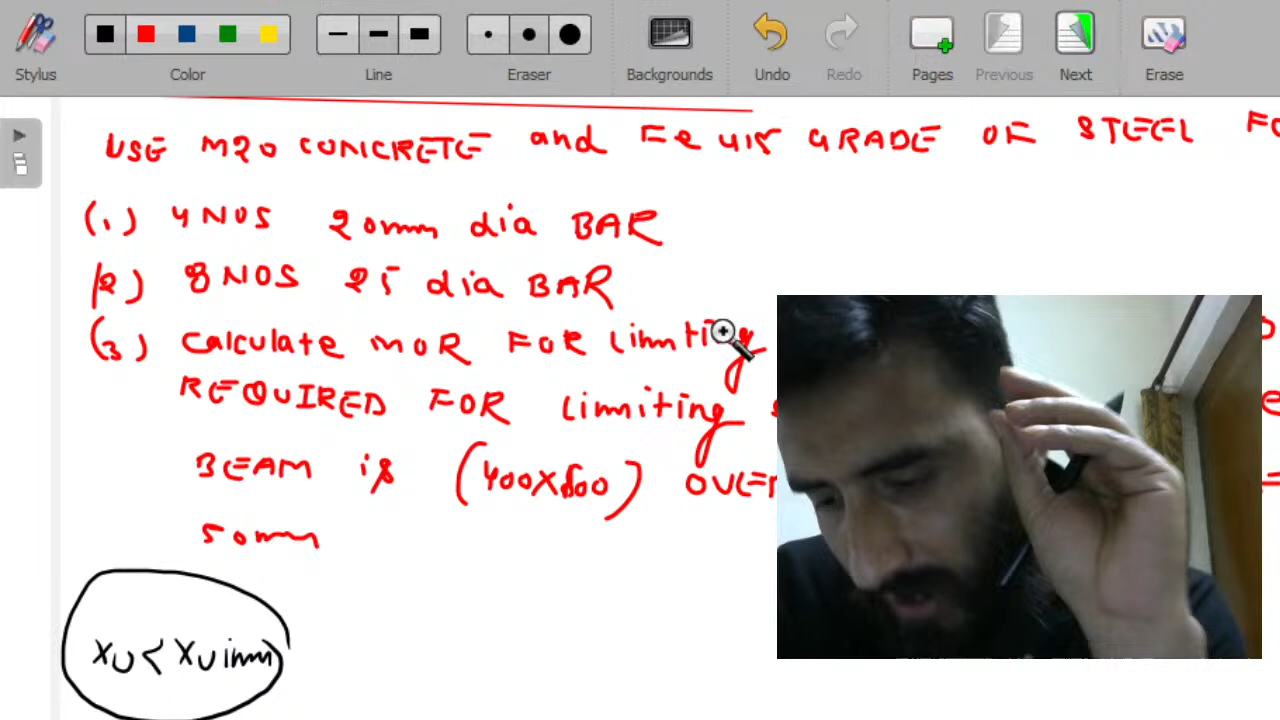 Stylus Color Line Eraser Backgrounds Undo Redo Pages Previous Next Erase
USE M20 CONCRETE and FE 415 GRADE OF STEEL FO
(1) 4 NOS 20mm dia BAR
(2) 8 NOS 25 dia BAR
(3) Calculate MOR FOR limiting
REQUIRED FOR limiting
BEAM is (400X600) OVER
50mm
XU < XUimm